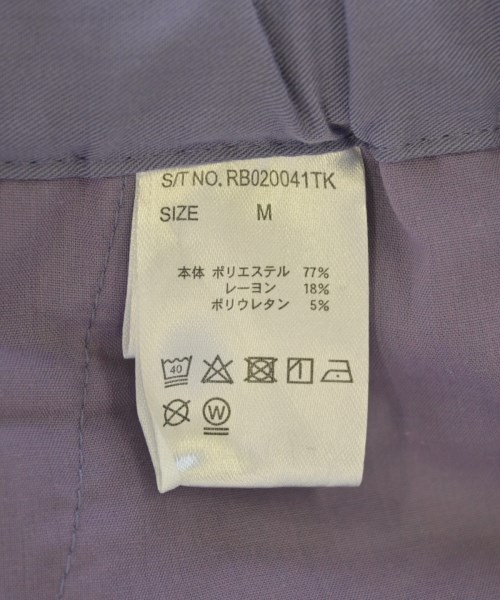 S/T NO. RB020041TK
SIZE M
本体 ポリエステル 77%
レーヨン 18%
ポリウレタン 5%
40
W